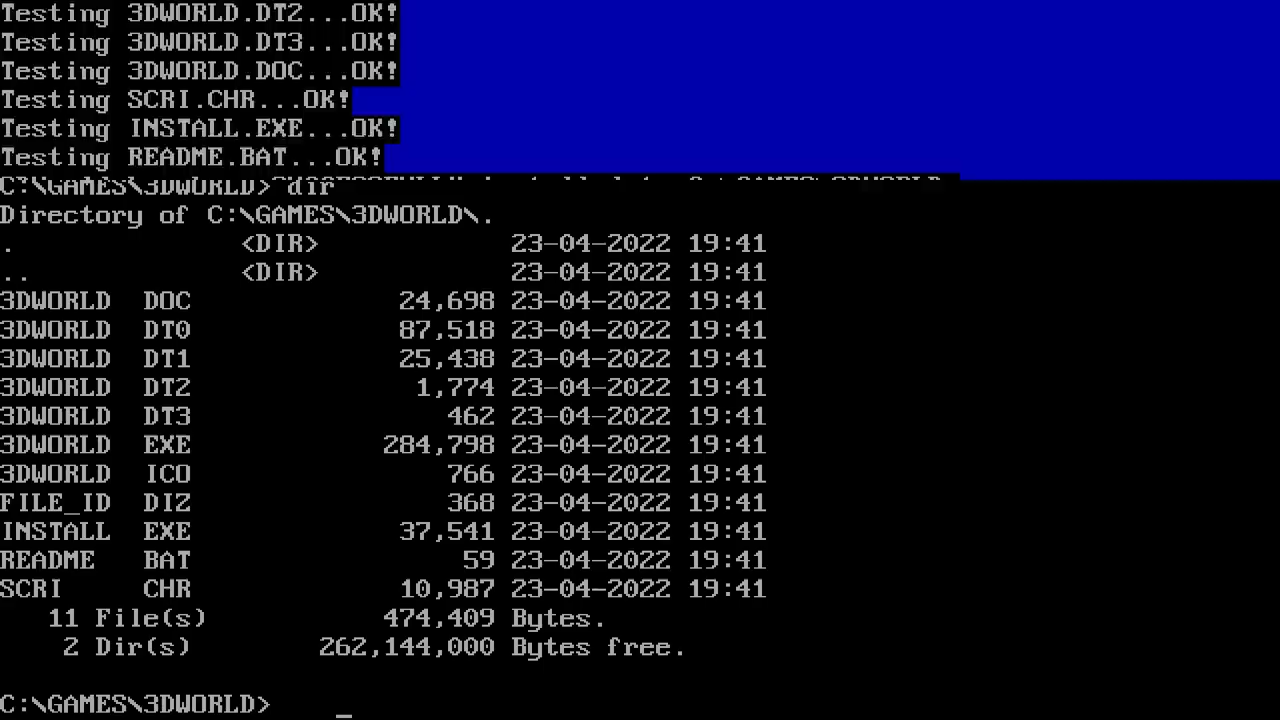 Testing 3DWORLD.DT2...OK!
Testing 3DWORLD.DT3...OK!
Testing 3DWORLD.DOC...OK!
Testing SCRI.CHR...OK!
Testing INSTALL.EXE...OK!
Testing README.BAT...OK!
C:\GAMES\3DWORLD> dir
Directory of C:\GAMES\3DWORLD\.
. <DIR> 23-04-2022 19:41
.. <DIR> 23-04-2022 19:41
3DWORLD DOC 24,698 23-04-2022 19:41
3DWORLD DT0 87,518 23-04-2022 19:41
3DWORLD DT1 25,438 23-04-2022 19:41
3DWORLD DT2 1,774 23-04-2022 19:41
3DWORLD DT3 462 23-04-2022 19:41
3DWORLD EXE 284,798 23-04-2022 19:41
3DWORLD ICO 766 23-04-2022 19:41
FILE_ID DIZ 368 23-04-2022 19:41
INSTALL EXE 37,541 23-04-2022 19:41
README BAT 59 23-04-2022 19:41
SCRI CHR 10,987 23-04-2022 19:41
11 File(s) 474,409 Bytes.
2 Dir(s) 262,144,000 Bytes free.
C:\GAMES\3DWORLD> _